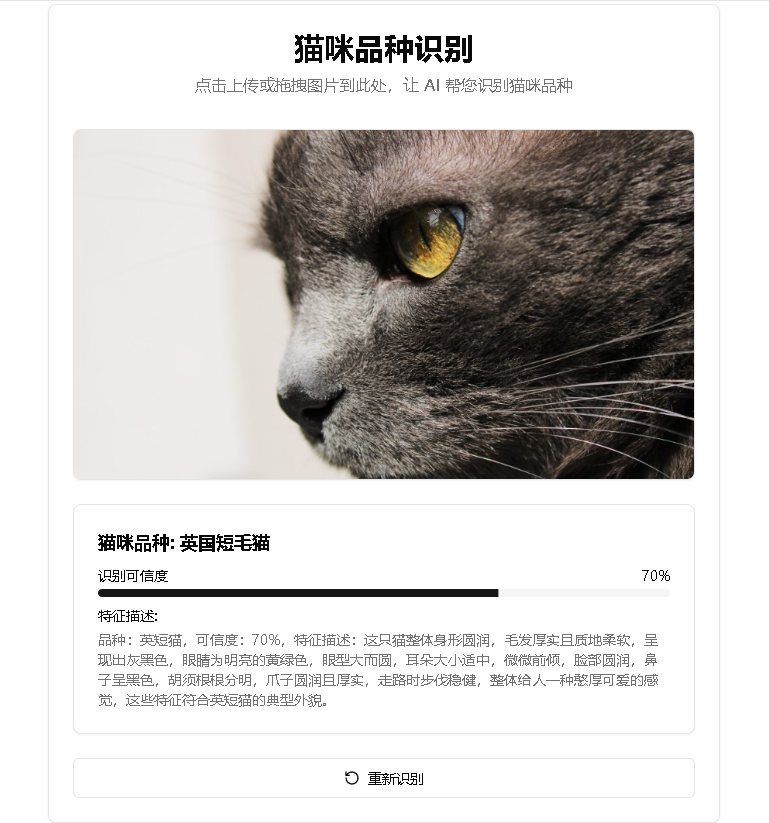 猫咪品种识别
点击上传或拖拽图片到此处，让 AI 帮您识别猫咪品种
猫咪品种: 英国短毛猫
识别可信度 70%
特征描述:
品种：英短猫，可信度：70%，特征描述：这只猫整体身形圆润，毛发厚实且质地柔软，呈
现出灰黑色，眼睛为明亮的黄绿色，眼型大而圆，耳朵大小适中，微微前倾，脸部圆润，鼻
子呈黑色，胡须根根分明，爪子圆润且厚实，走路时步伐稳健，整体给人一种憨厚可爱的感
觉，这些特征符合英短猫的典型外貌。
重新识别